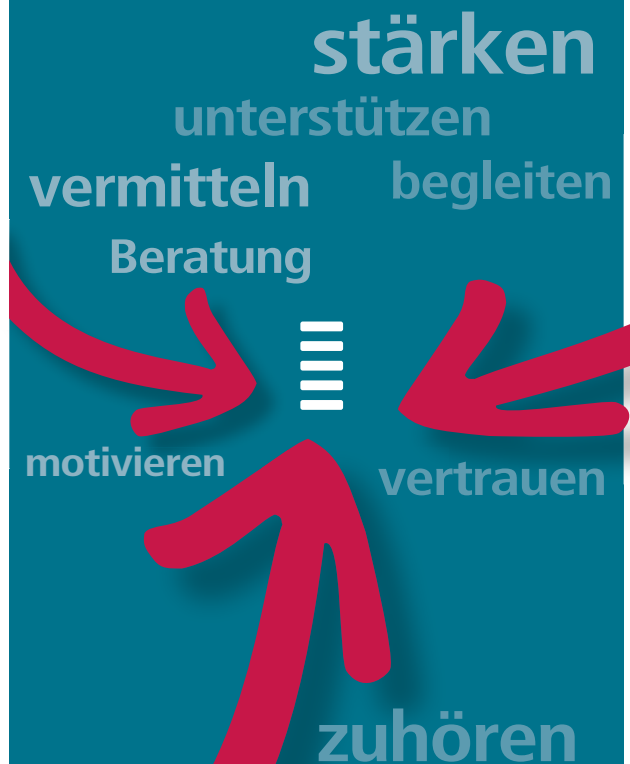 stärken
unterstützen
vermitteln
begleiten
Beratung
motivieren
vertrauen
zuhören